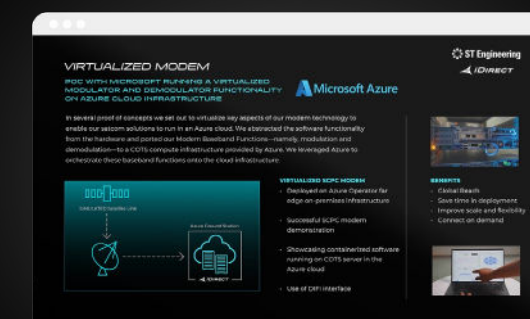 ST Engineering
iDIRECT
VIRTUALIZED MODEM
POC WITH MICROSOFT RUNNING A VIRTUALIZED
MODULATOR AND DEMODULATOR FUNCTIONALITY
ON AZURE CLOUD INFRASTRUCTURE
Microsoft Azure
In several proof of concepts we set out to virtualize key aspects of our modem technology to
enable our satcom solutions to run in an Azure cloud. We abstracted the software functionality
from the hardware and ported our Modem Baseband Functions—namely, modulation and
demodulation—to a COTS compute infrastructure provided by Azure. We leveraged Azure to
orchestrate these baseband functions onto the cloud infrastructure.
VIRTUALIZED SCPC MODEM
- Deployed on Azure Operator for
edge on-premises infrastructure
- Successful SCPC modem
demonstration
- Showcasing containerized software
running on COTS server in the
Azure cloud
- Use of DIFI interface
BENEFITS
- Global Reach
- Save time in deployment
- Improve scale and flexibility
- Connect on demand
Azure Ground Station
iDIRECT